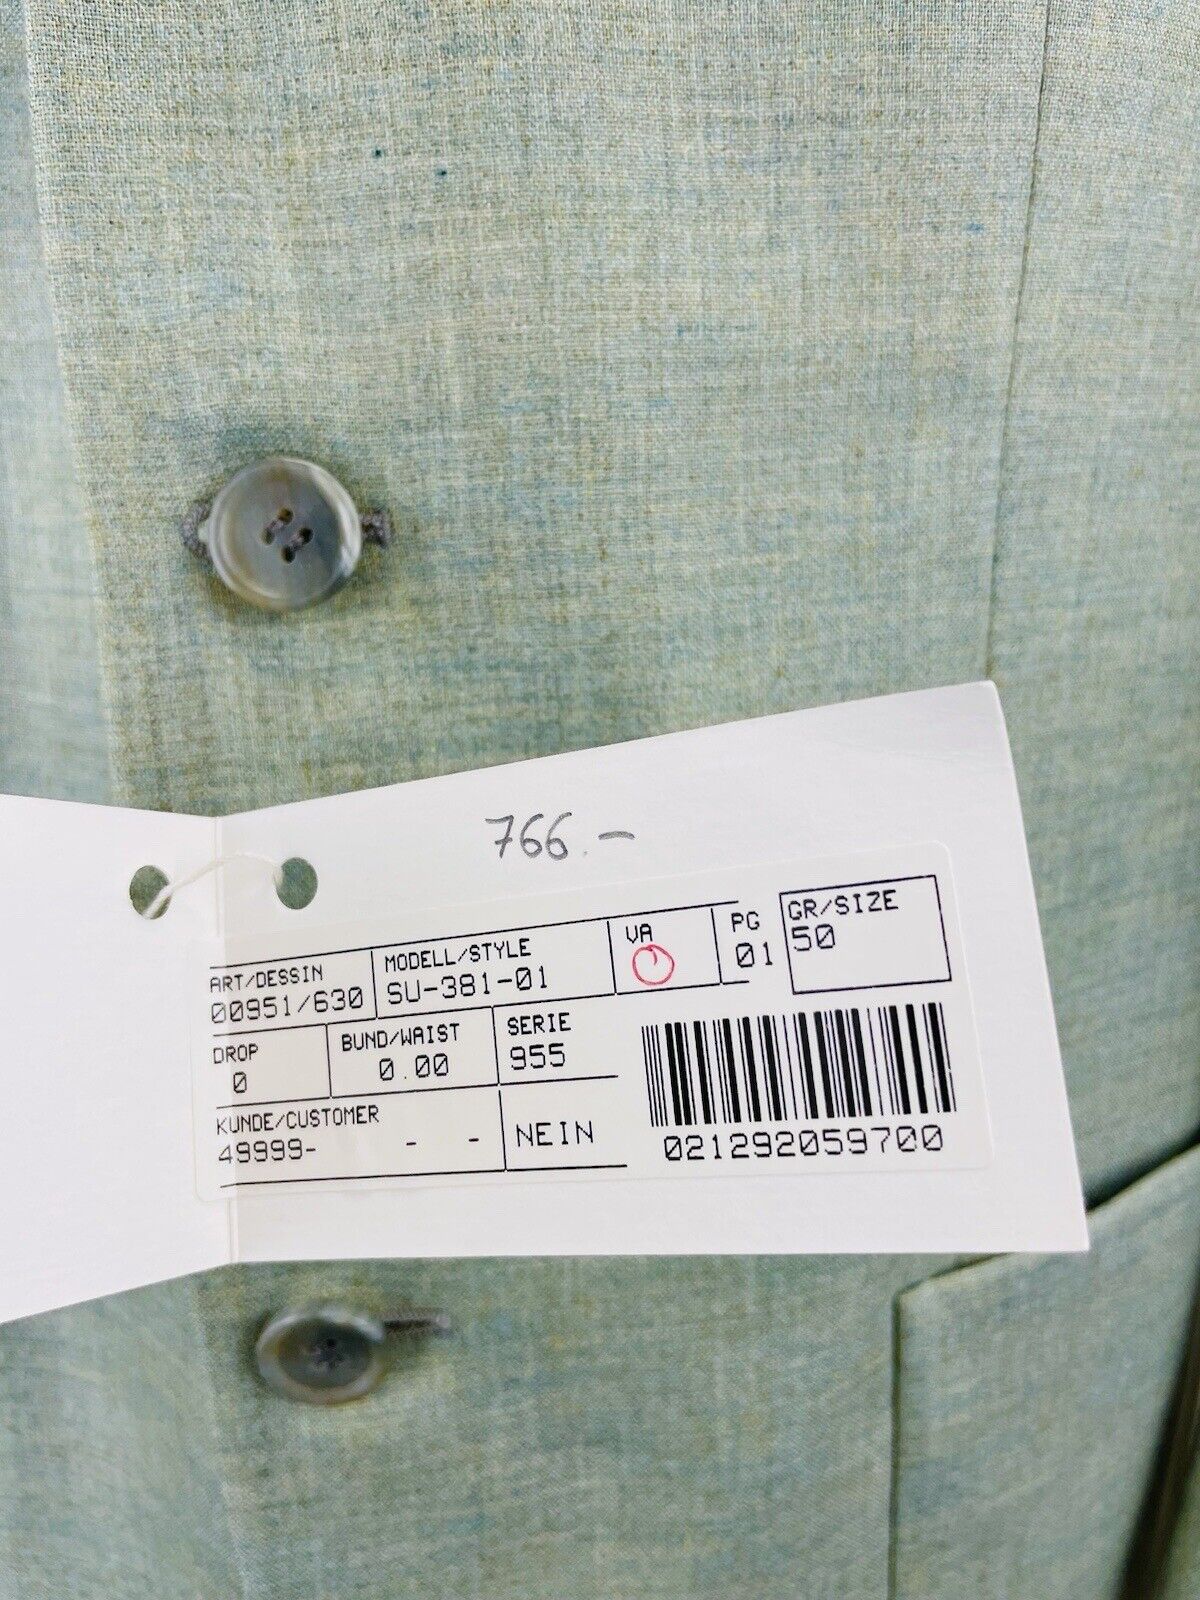 766.–
ART/DESSIN MODELL/STYLE VA PG GR/SIZE
00951/630 SU-381-01 01 50
DROP BUND/WAIST SERIE
0 0.00 955
KUNDE/CUSTOMER
49999- - - NEIN
021292059700